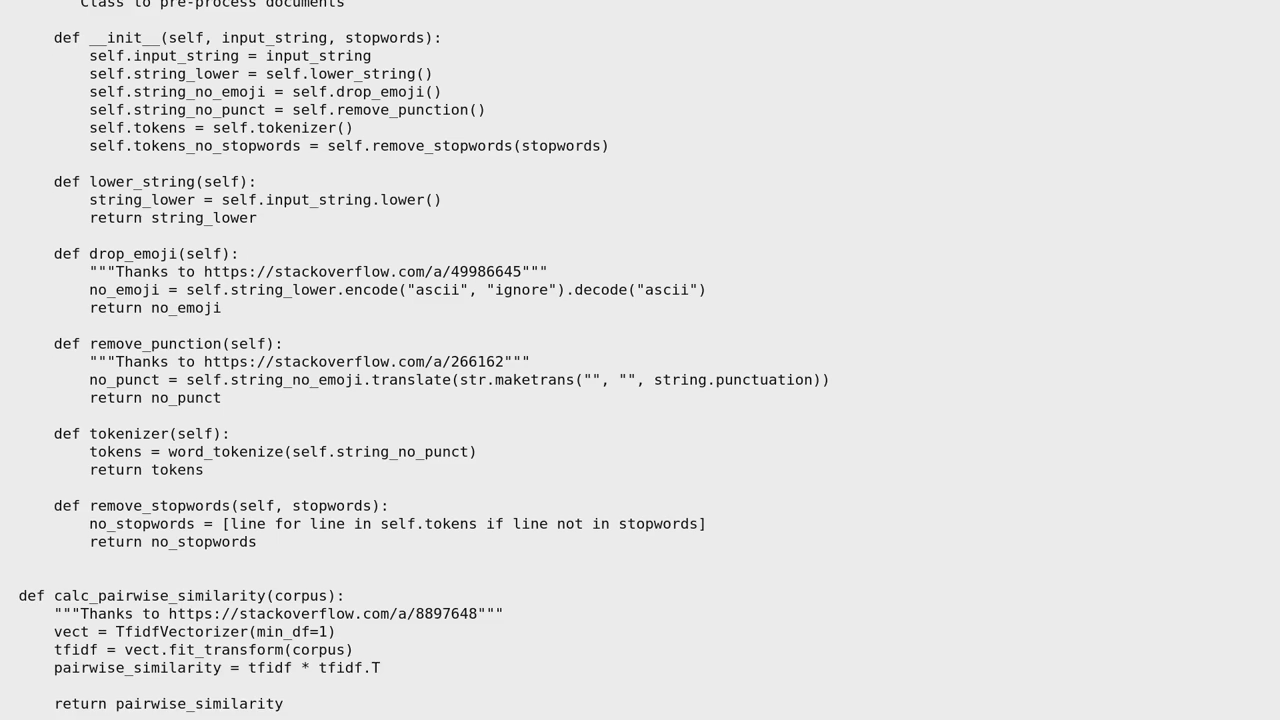 Class to pre-process documents
def __init__(self, input_string, stopwords):
self.input_string = input_string
self.string_lower = self.lower_string()
self.string_no_emoji = self.drop_emoji()
self.string_no_punct = self.remove_punction()
self.tokens = self.tokenizer()
self.tokens_no_stopwords = self.remove_stopwords(stopwords)
def lower_string(self):
string_lower = self.input_string.lower()
return string_lower
def drop_emoji(self):
"""Thanks to https://stackoverflow.com/a/49986645"""
no_emoji = self.string_lower.encode("ascii", "ignore").decode("ascii")
return no_emoji
def remove_punction(self):
"""Thanks to https://stackoverflow.com/a/266162"""
no_punct = self.string_no_emoji.translate(str.maketrans("", "", string.punctuation))
return no_punct
def tokenizer(self):
tokens = word_tokenize(self.string_no_punct)
return tokens
def remove_stopwords(self, stopwords):
no_stopwords = [line for line in self.tokens if line not in stopwords]
return no_stopwords
def calc_pairwise_similarity(corpus):
"""Thanks to https://stackoverflow.com/a/8897648"""
vect = TfidfVectorizer(min_df=1)
tfidf = vect.fit_transform(corpus)
pairwise_similarity = tfidf * tfidf.T
return pairwise_similarity